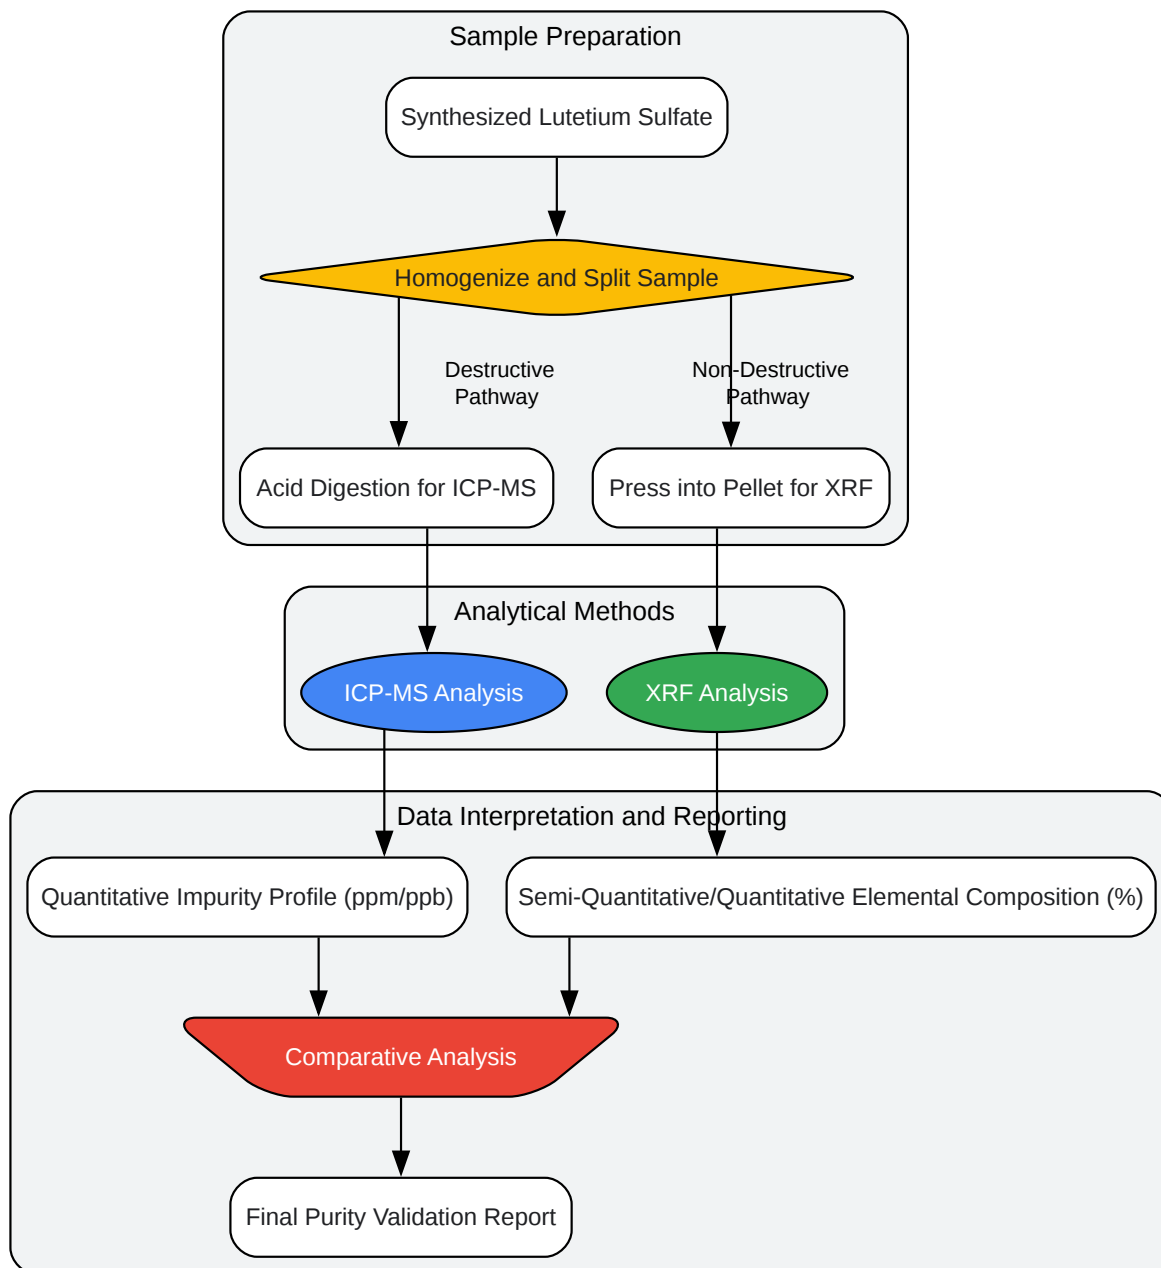 Sample Preparation
Synthesized Lutetium Sulfate
Homogenize and Split Sample
Destructive
Pathway
Non-Destructive
Pathway
Acid Digestion for ICP-MS
Press into Pellet for XRF
Analytical Methods
ICP-MS Analysis
XRF Analysis
Data Interpretation and Reporting
Quantitative Impurity Profile (ppm/ppb)
Semi-Quantitative/Quantitative Elemental Composition (%)
Comparative Analysis
Final Purity Validation Report